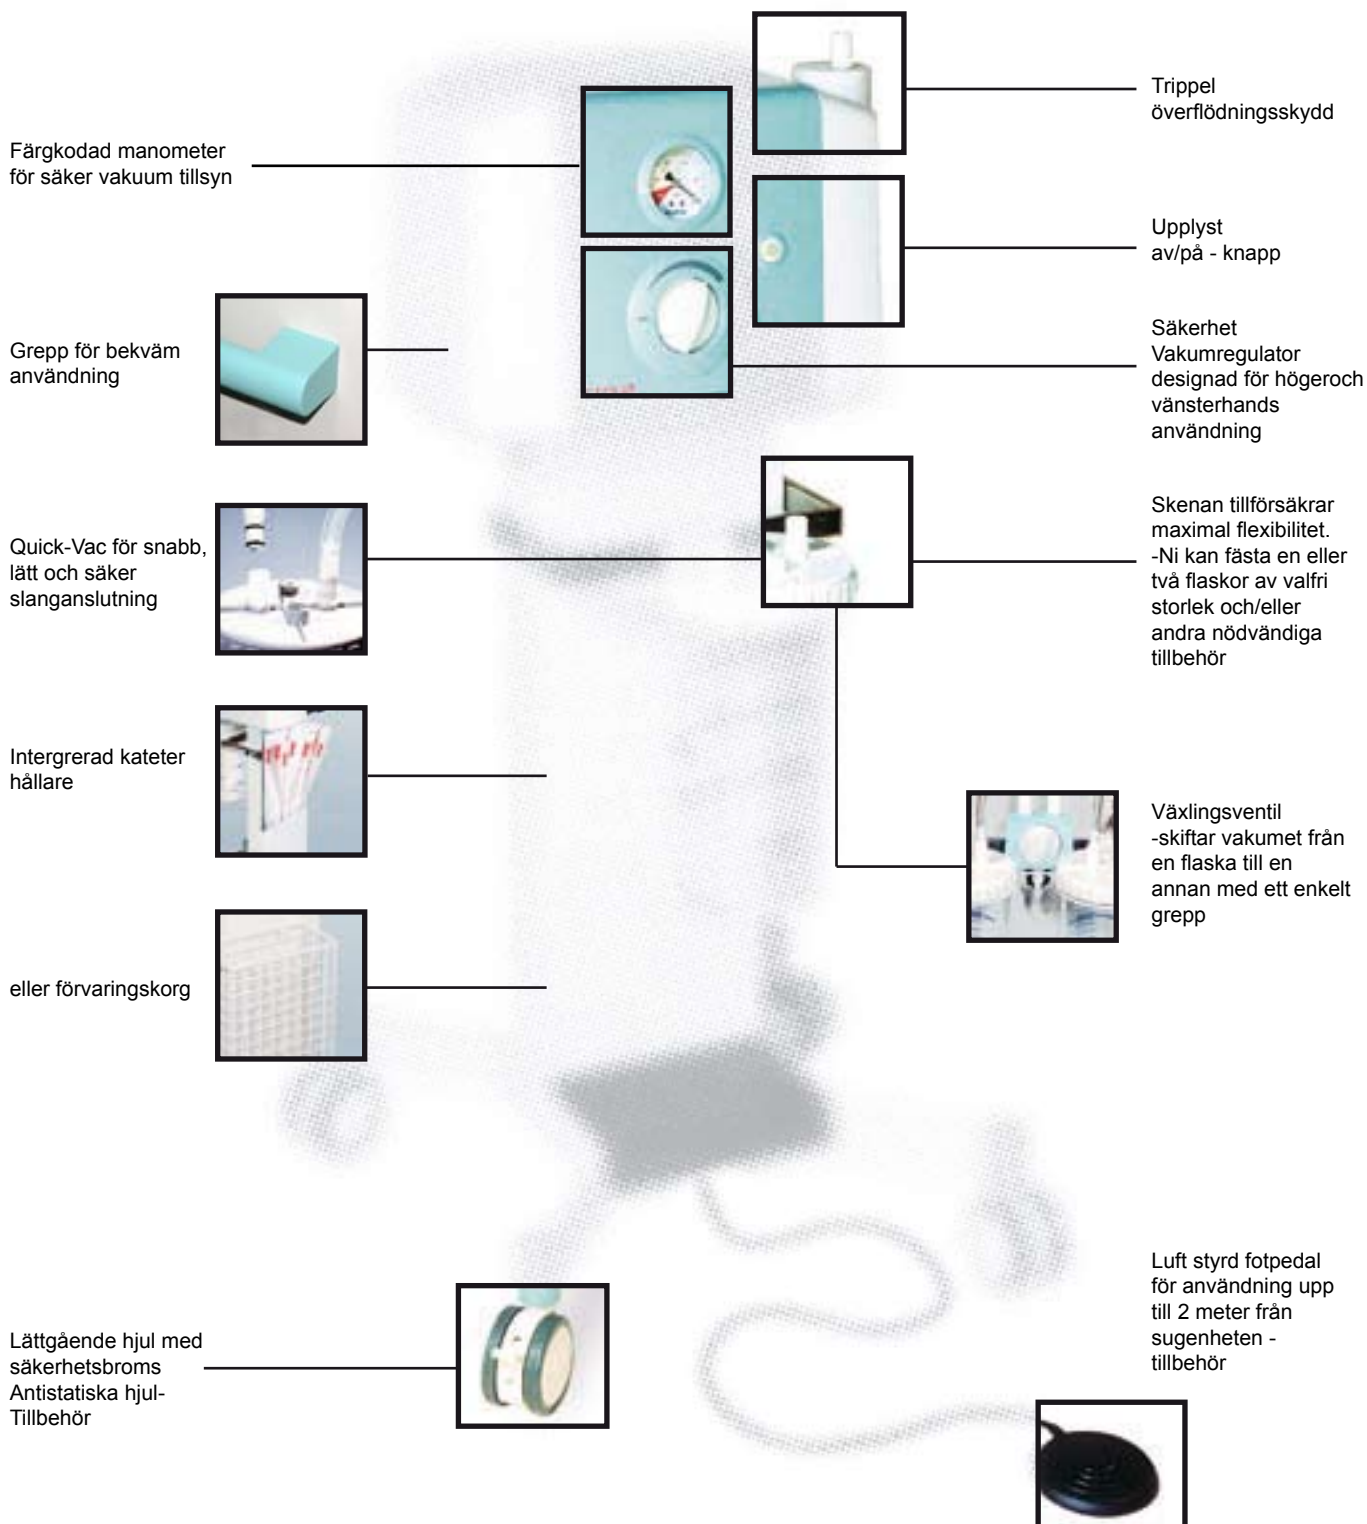 Trippel
överflödningsskydd
Färgkodad manometer
för säker vakuum tillsyn
Upplyst
av/på - knapp
Säkerhet
Vakumregulator
designad för högeroch
vänsterhands
användning
Grepp för bekväm
användning
Skenan tillförsäkrar
maximal flexibilitet.
-Ni kan fästa en eller
två flaskor av valfri
storlek och/eller
andra nödvändiga
tillbehör
Quick-Vac för snabb,
lätt och säker
slanganslutning
Intergrerad kateter
hållare
Växlingsventil
-skiftar vakumet från
en flaska till en
annan med ett enkelt
grepp
eller förvaringskorg
Luft styrd fotpedal
för användning upp
till 2 meter från
sugenheten -
tillbehör
Lättgående hjul med
säkerhetsbroms
Antistatiska hjul-
Tillbehör